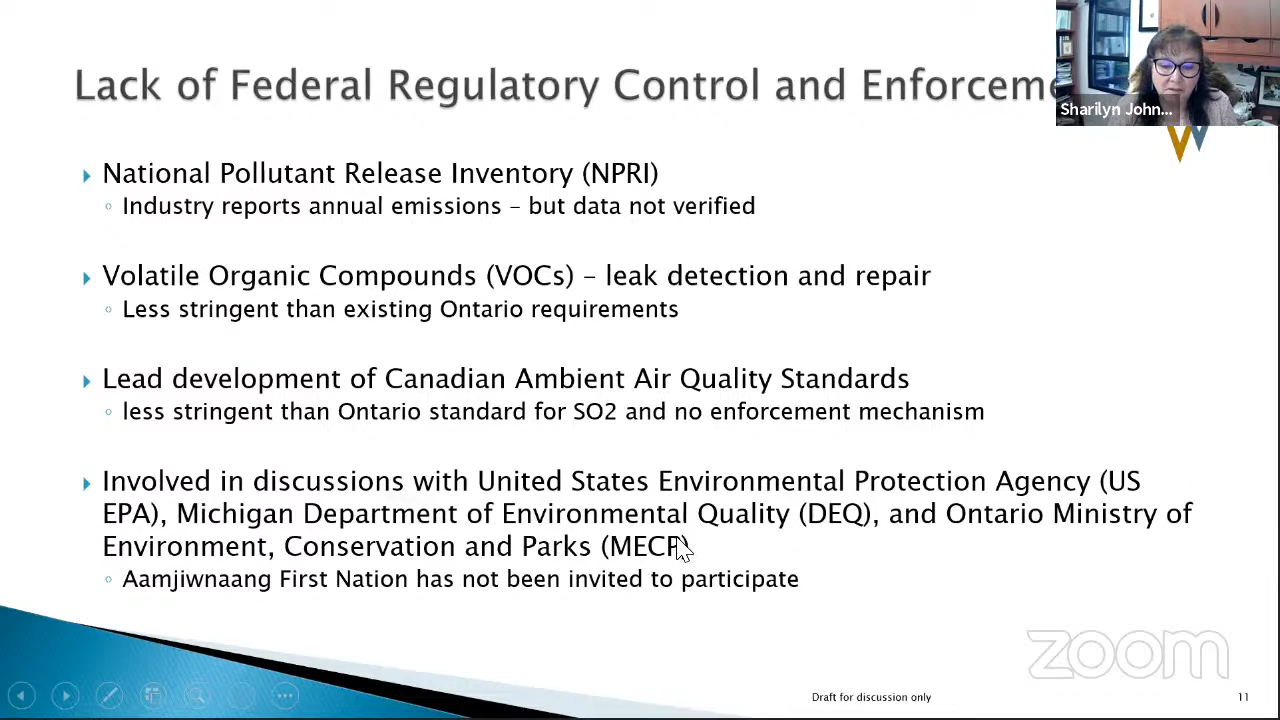 Lack of Federal Regulatory Control and Enforceme
Sharilyn John...
National Pollutant Release Inventory (NPRI)
Industry reports annual emissions – but data not verified
Volatile Organic Compounds (VOCs) – leak detection and repair
Less stringent than existing Ontario requirements
Lead development of Canadian Ambient Air Quality Standards
less stringent than Ontario standard for SO2 and no enforcement mechanism
Involved in discussions with United States Environmental Protection Agency (US
EPA), Michigan Department of Environmental Quality (DEQ), and Ontario Ministry of
Environment, Conservation and Parks (MECP)
Aamjiwnaang First Nation has not been invited to participate
zoom
Draft for discussion only
11